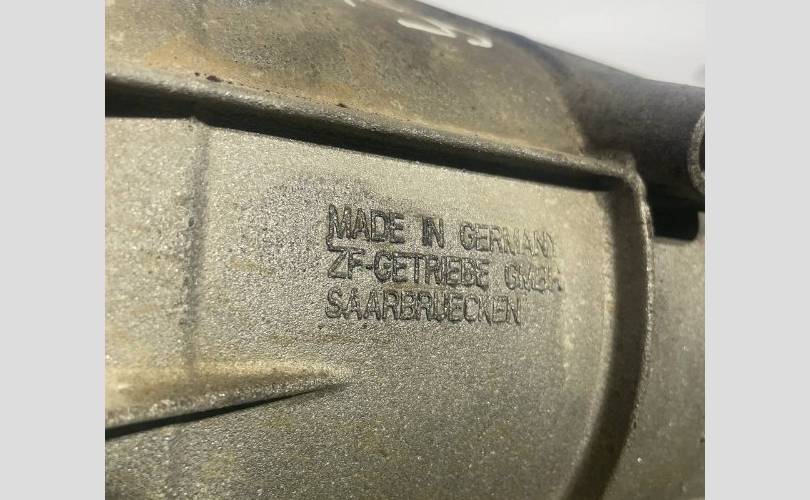 MADE IN GERMANY
ZF-GETRIEBE GMBH
SAARBRUECKEN